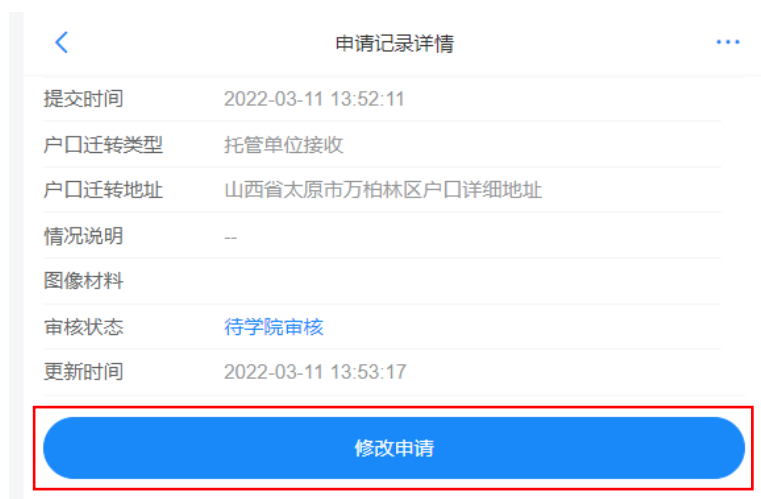 申请记录详情
提交时间 2022-03-11 13:52:11
户口迁转类型 托管单位接收
户口迁转地址 山西省太原市万柏林区户口详细地址
情况说明 --
图像材料
审核状态 待学院审核
更新时间 2022-03-11 13:53:17
修改申请